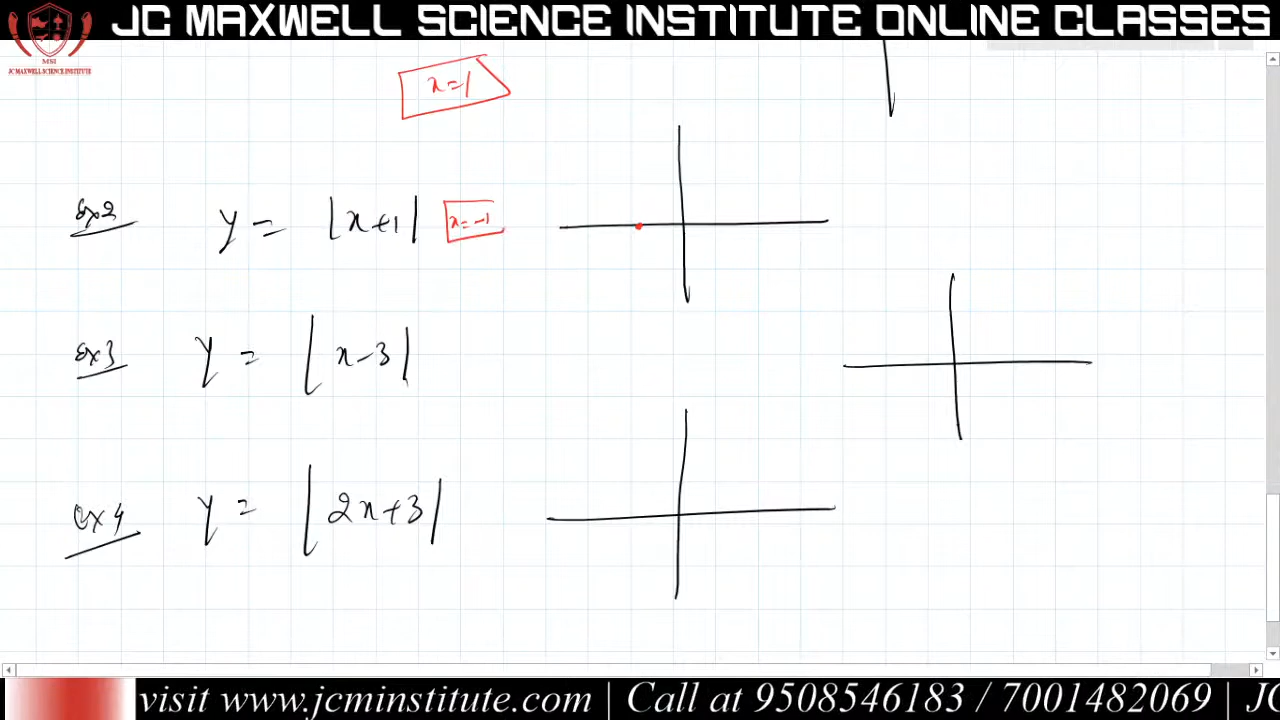 JC MAXWELL SCIENCE INSTITUTE ONLINE CLASSES
MSI
JC MAXWELL SCIENCE INSTITUTE
x=1
Ex2 y = |x+1| x=-1
Ex3 y = |x-3|
Ex4 y = |2x+3|
visit www.jcminstitute.com | Call at 9508546183 / 7001482069 | JC